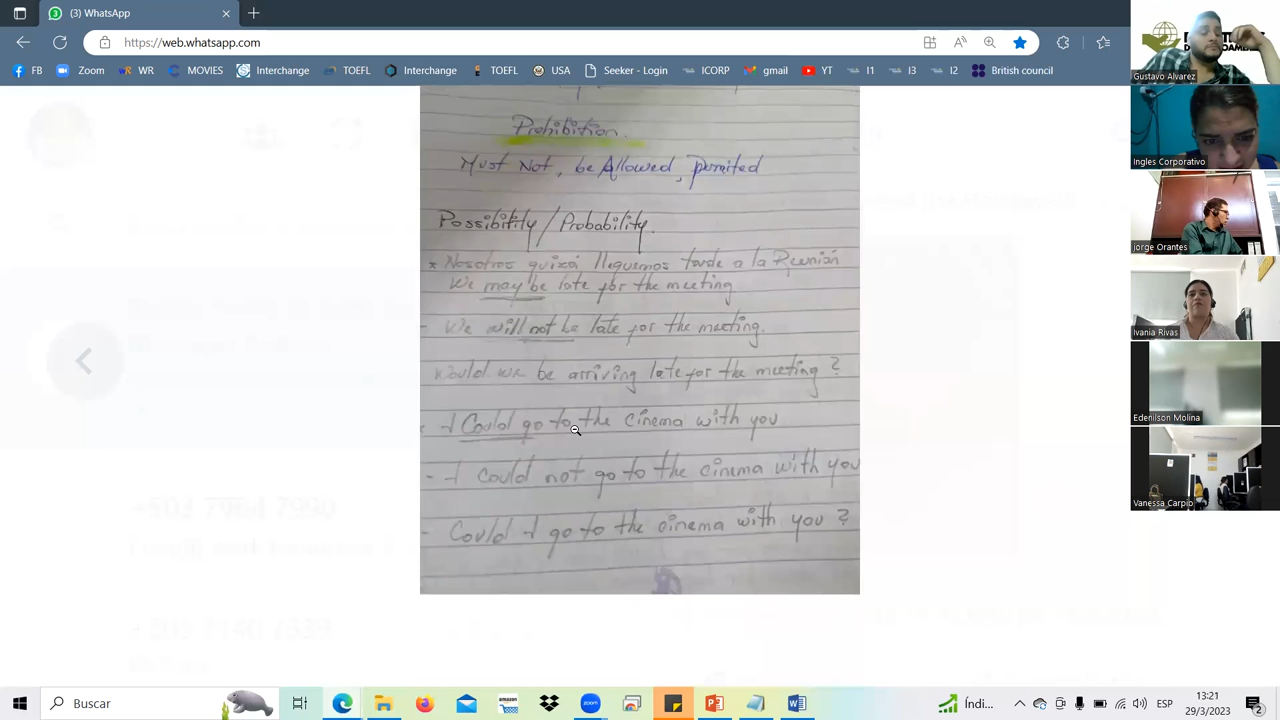 (3) WhatsApp
https://web.whatsapp.com
FB
Zoom
WR
MOVIES
Interchange
TOEFL
Interchange
TOEFL
USA
Seeker - Login
ICORP
gmail
YT
I1
I3
I2
British council
Prohibition.
Must Not, be Allowed, permited
Possibitity/Probability.
* Nosotros quizá lleguemos tarde a la Reunión
We may be late for the meeting
- We will not be late for the meeting.
Would we be arriving late for the meeting?
- I Could go to the cinema with you
- I could not go to the cinema with you
- Could I go to the cinema with you?
Gustavo Alvarez
Ingles Corporativo
jorge Orantes
Ivania Rivas
Edenilson Molina
Vanessa Carpio
Buscar
amazon
zoom
Índi...
ESP
13:21
29/3/2023
2